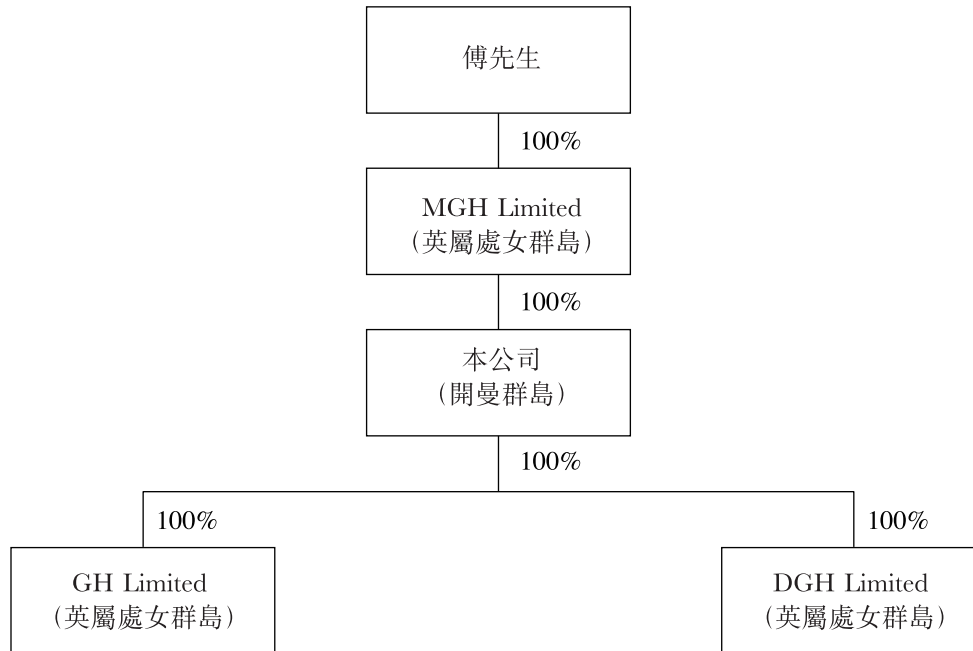 傅先生
100%
MGH Limited
（英屬處女群島）
100%
本公司
（開曼群島）
100%
100%
100%
GH Limited
（英屬處女群島）
DGH Limited
（英屬處女群島）